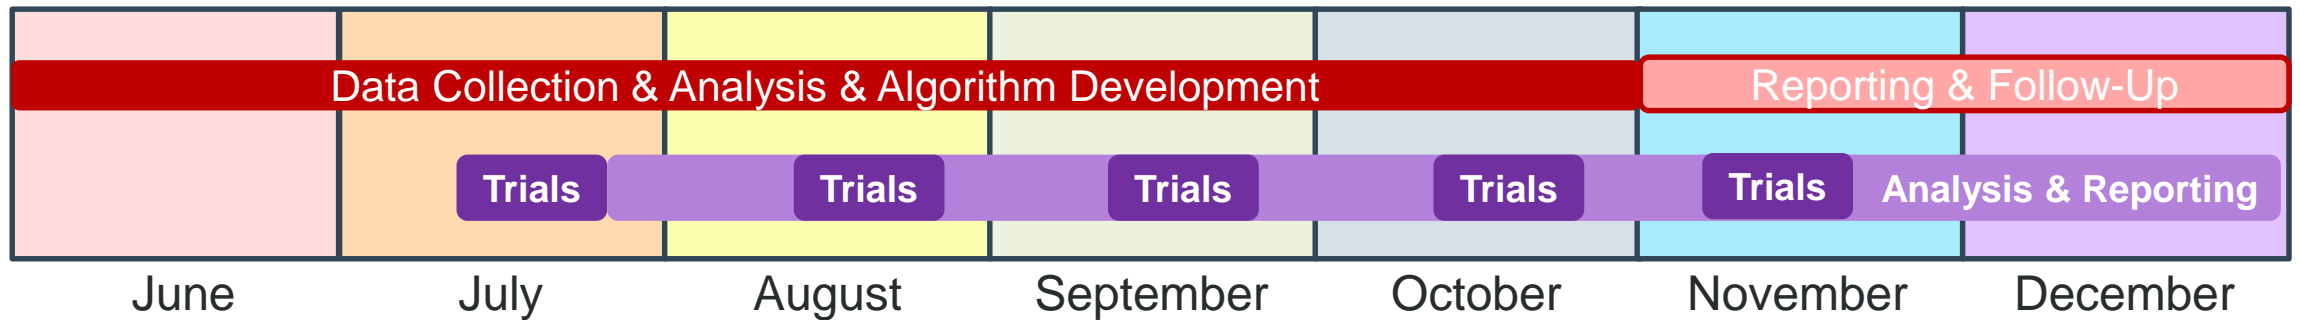 Data Collection & Analysis & Algorithm Development
Reporting & Follow-Up
Trials
Trials
Trials
Trials
Trials
Analysis & Reporting
June
July
August
September
October
November
December